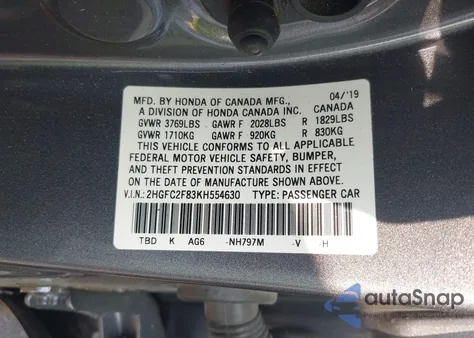 04/'19
MFD. BY HONDA OF CANADA MFG.,
A DIVISION OF HONDA CANADA INC. CANADA
GVWR 3769LBS GAWR F 2028LBS R 1829LBS
GVWR 1710KG GAWR F 920KG R 830KG
THIS VEHICLE CONFORMS TO ALL APPLICABLE
FEDERAL MOTOR VEHICLE SAFETY, BUMPER,
AND THEFT PREVENTION STANDARDS IN EFFECT
ON THE DATE OF MANUFACTURE SHOWN ABOVE.
V.I.N.: 2HGFC2F83KH554630 TYPE: PASSENGER CAR
TBD K AG6 -NH797M -V -H
autoSnap